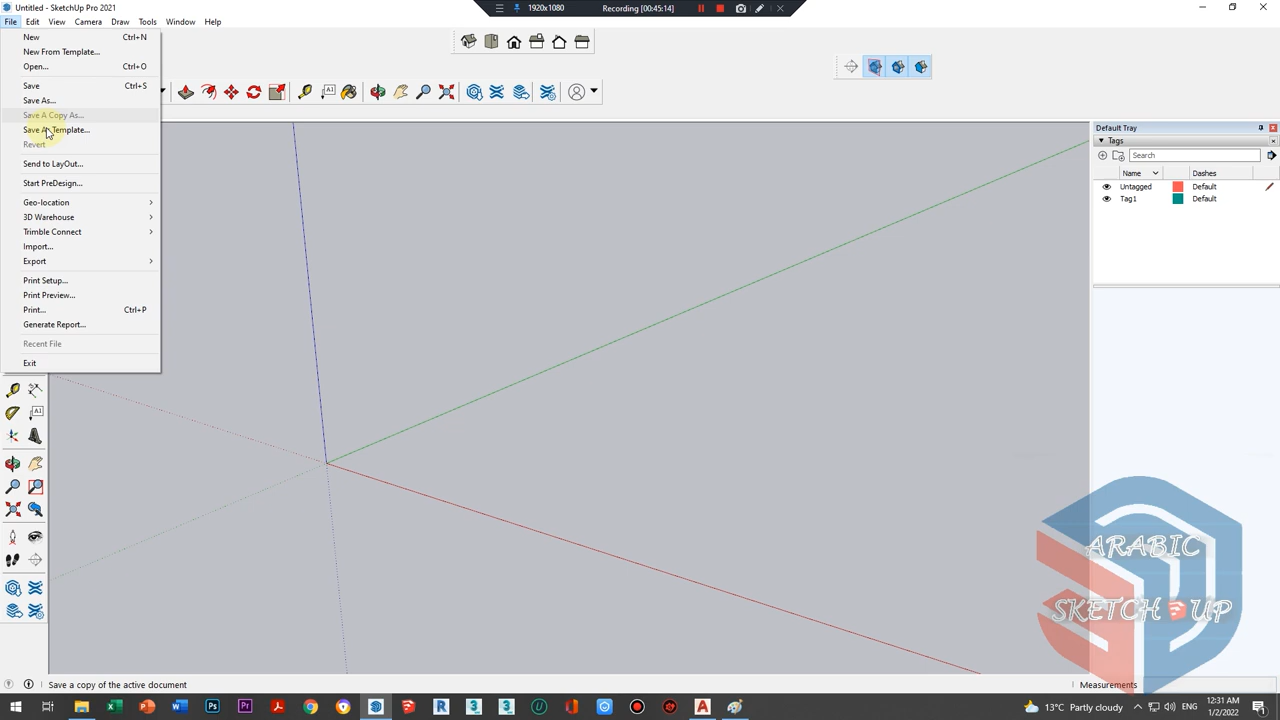 Untitled - SketchUp Pro 2021
1920x1080
Recording [00:45:14]
File Edit View Camera Draw Tools Window Help
New Ctrl+N
New From Template...
Open... Ctrl+O
Save Ctrl+S
Save As...
Save A Copy As...
Save As Template...
Revert
Send to LayOut...
Start PreDesign...
Geo-location
3D Warehouse
Trimble Connect
Import...
Export
Print Setup...
Print Preview...
Print... Ctrl+P
Generate Report...
Recent File
Exit
Default Tray
Tags
Search
Name Dashes
Untagged Default
Tag1 Default
ARABIC
SKETCH UP
Save a copy of the active document
Measurements
13°C Partly cloudy
12:31 AM
1/2/2022